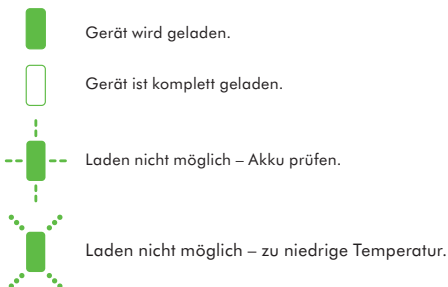 Gerät wird geladen.
Gerät ist komplett geladen.
Laden nicht möglich – Akku prüfen.
Laden nicht möglich – zu niedrige Temperatur.